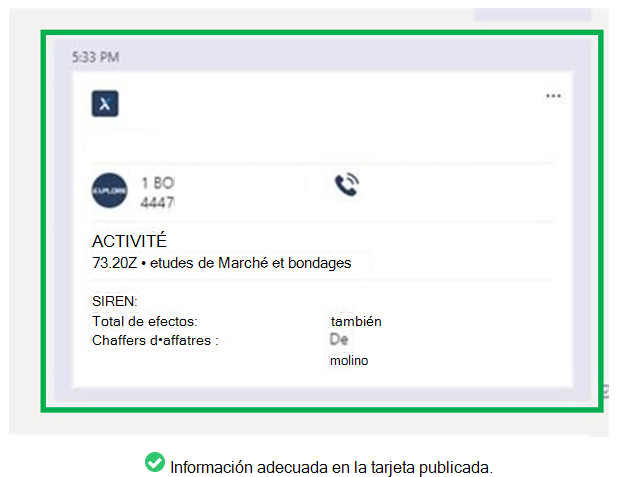 5:33 PM
X
EXPLORE
1 BO
4447
ACTIVITÉ
73.20Z • etudes de Marché et bondages
SIREN:
Total de efectos: también
Chaffers d•affatres : De
molino
Información adecuada en la tarjeta publicada.